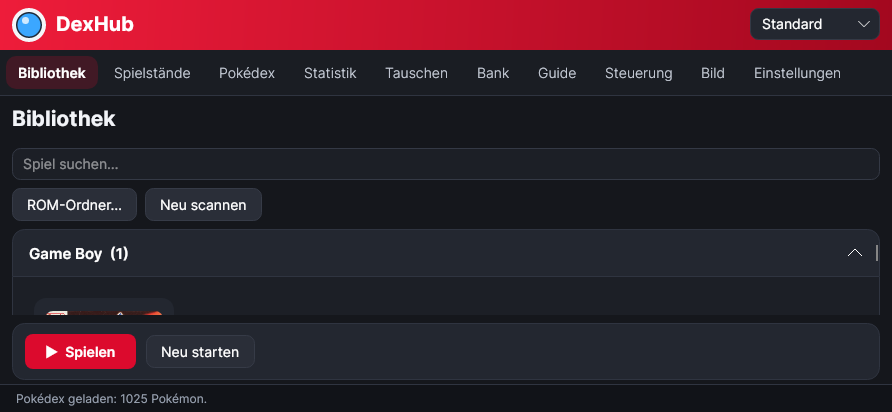 DexHub
Standard
Bibliothek Spielstände Pokédex Statistik Tauschen Bank Guide Steuerung Bild Einstellungen
Bibliothek
Spiel suchen...
ROM-Ordner... Neu scannen
Game Boy (1)
Spielen Neu starten
Pokédex geladen: 1025 Pokémon.